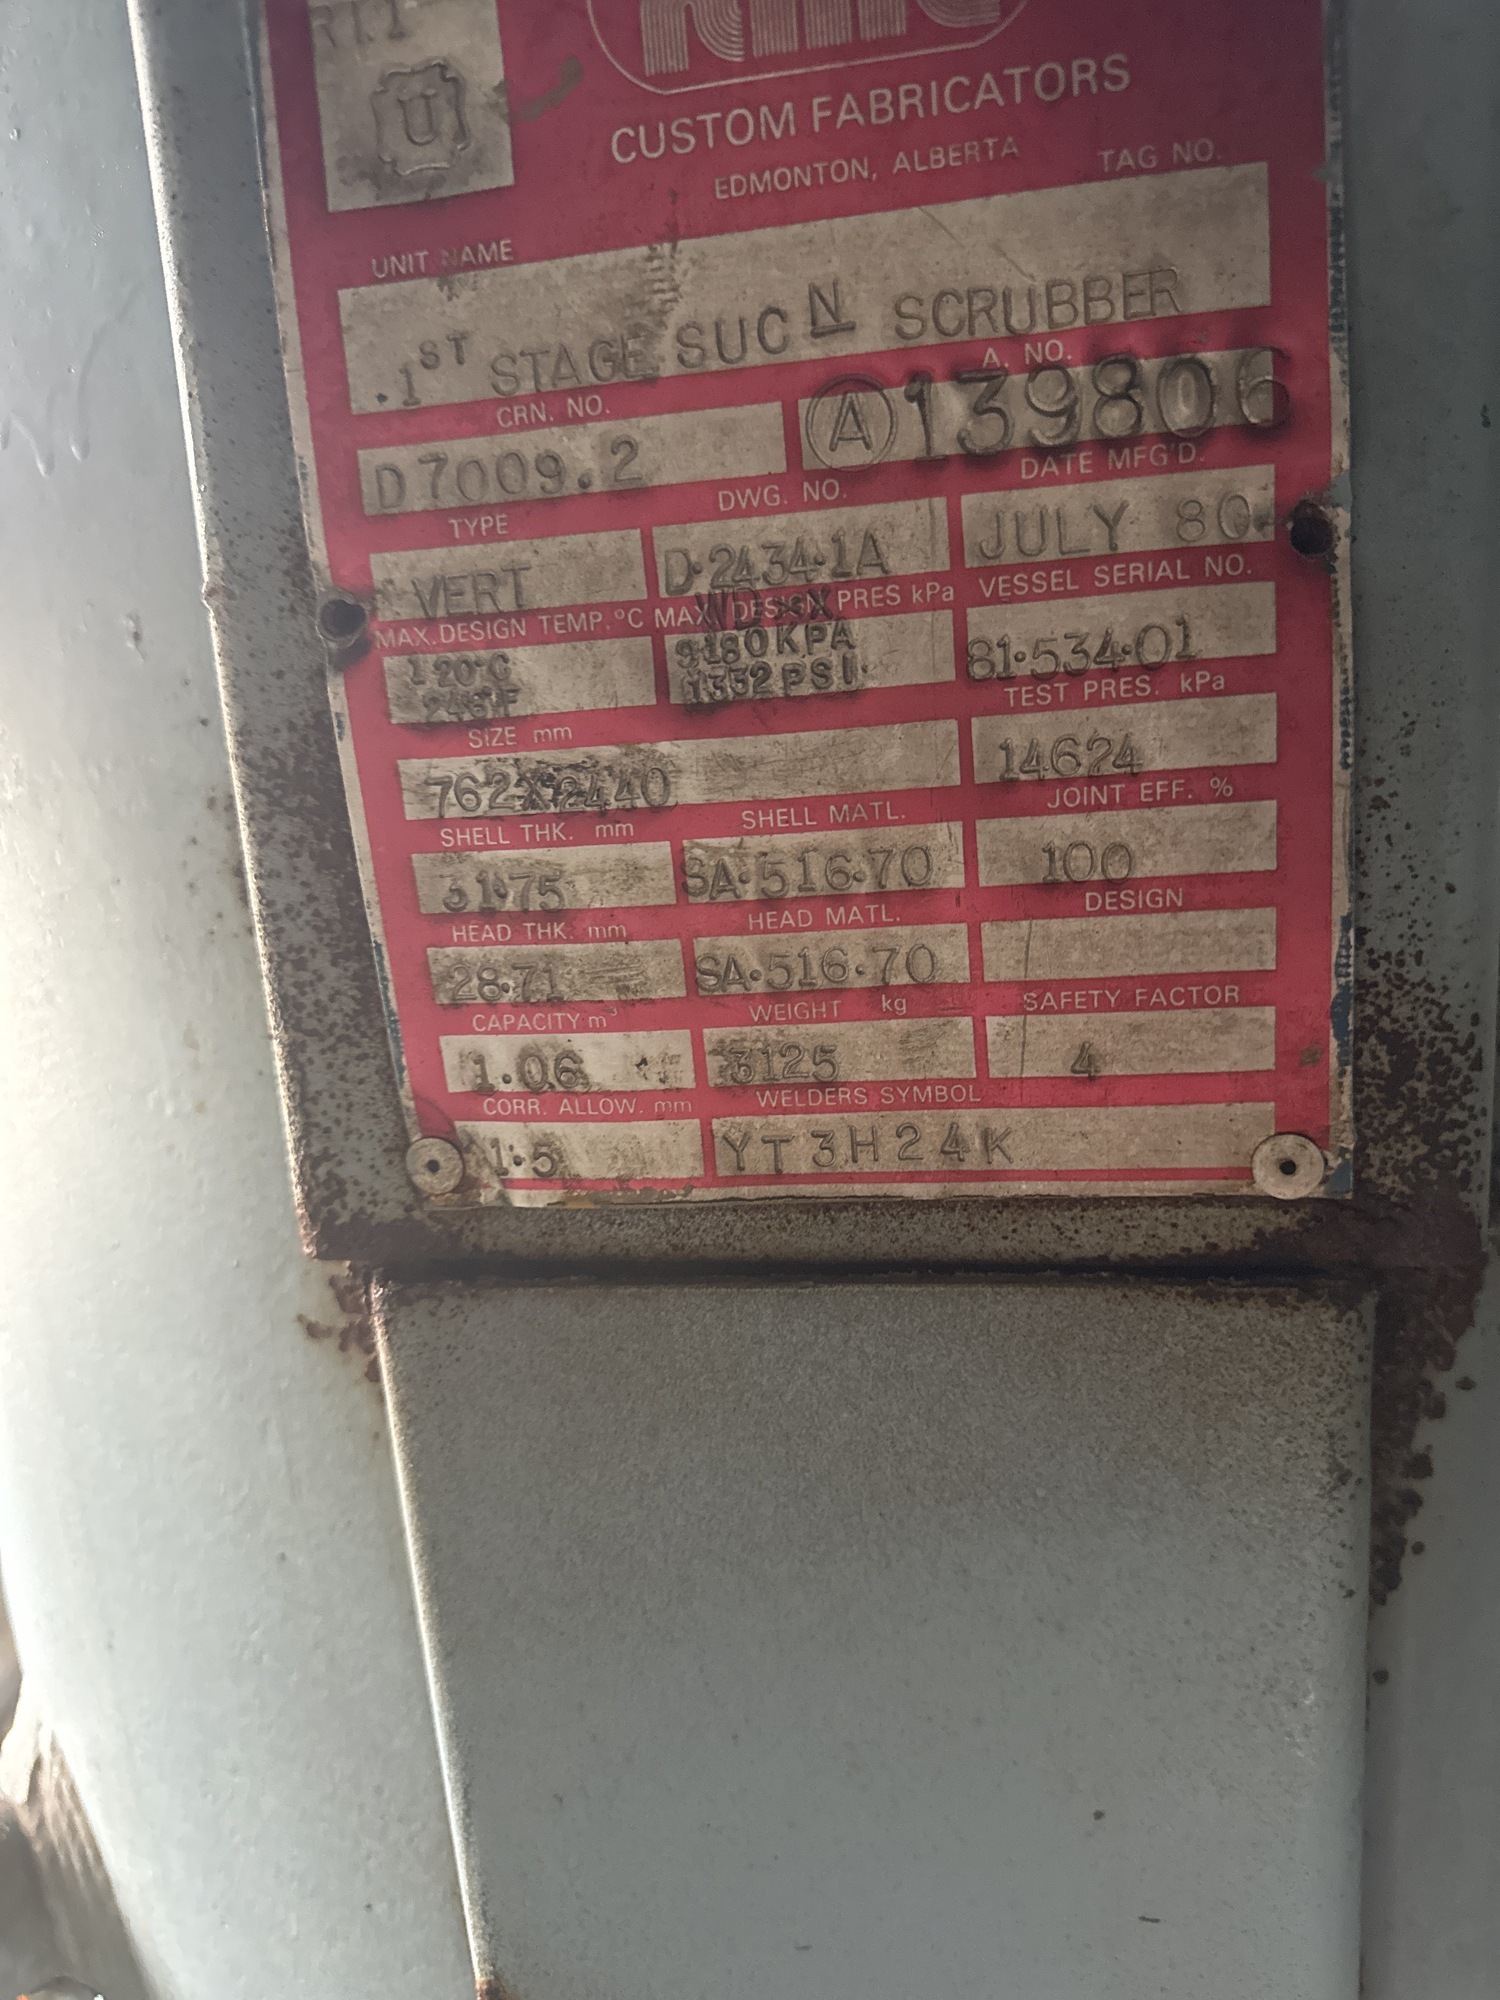 RT1
U
CUSTOM FABRICATORS
EDMONTON, ALBERTA
TAG NO.
UNIT NAME
1ST STAGE SUCN SCRUBBER
CRN. NO.
A. NO.
D7009.2
A 139806
TYPE
DWG. NO.
DATE MFG'D.
VERT
D.2434.1A
JULY 80
MAX. DESIGN TEMP. °C
MAX. DESIGN PRES kPa
VESSEL SERIAL NO.
120°C
9180KPA
1332PSI
81.534.01
SIZE mm
TEST PRES. kPa
762X2440
14624
SHELL THK. mm
SHELL MATL.
JOINT EFF. %
31.75
SA.516.70
100
HEAD THK. mm
HEAD MATL.
DESIGN
28.71
SA.516.70
CAPACITY m³
WEIGHT kg
SAFETY FACTOR
1.06
3125
4
CORR. ALLOW. mm
WELDERS SYMBOL
1.5
YT3H24K